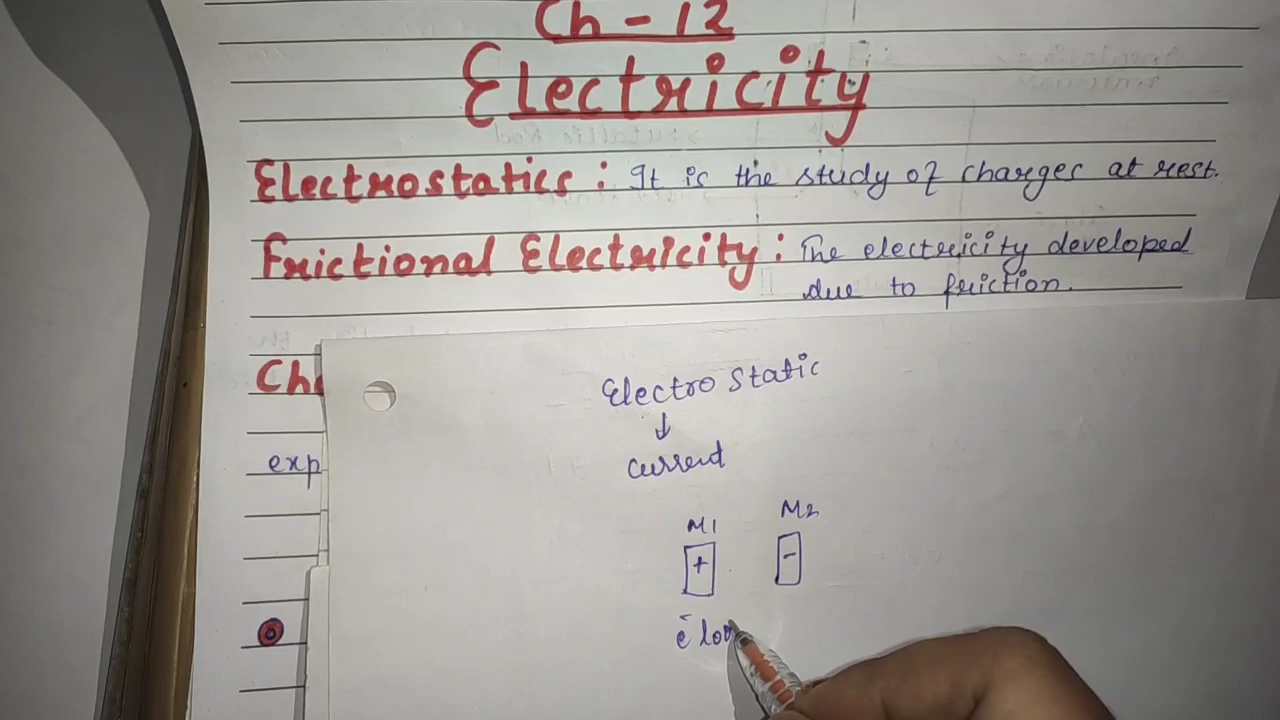 Ch - 12
Electricity
Electrostatics : It is the study of charges at rest.
Frictional Electricity : The electricity developed
due to friction.
Electro static
↓
current
exp
M1 M2
+ -